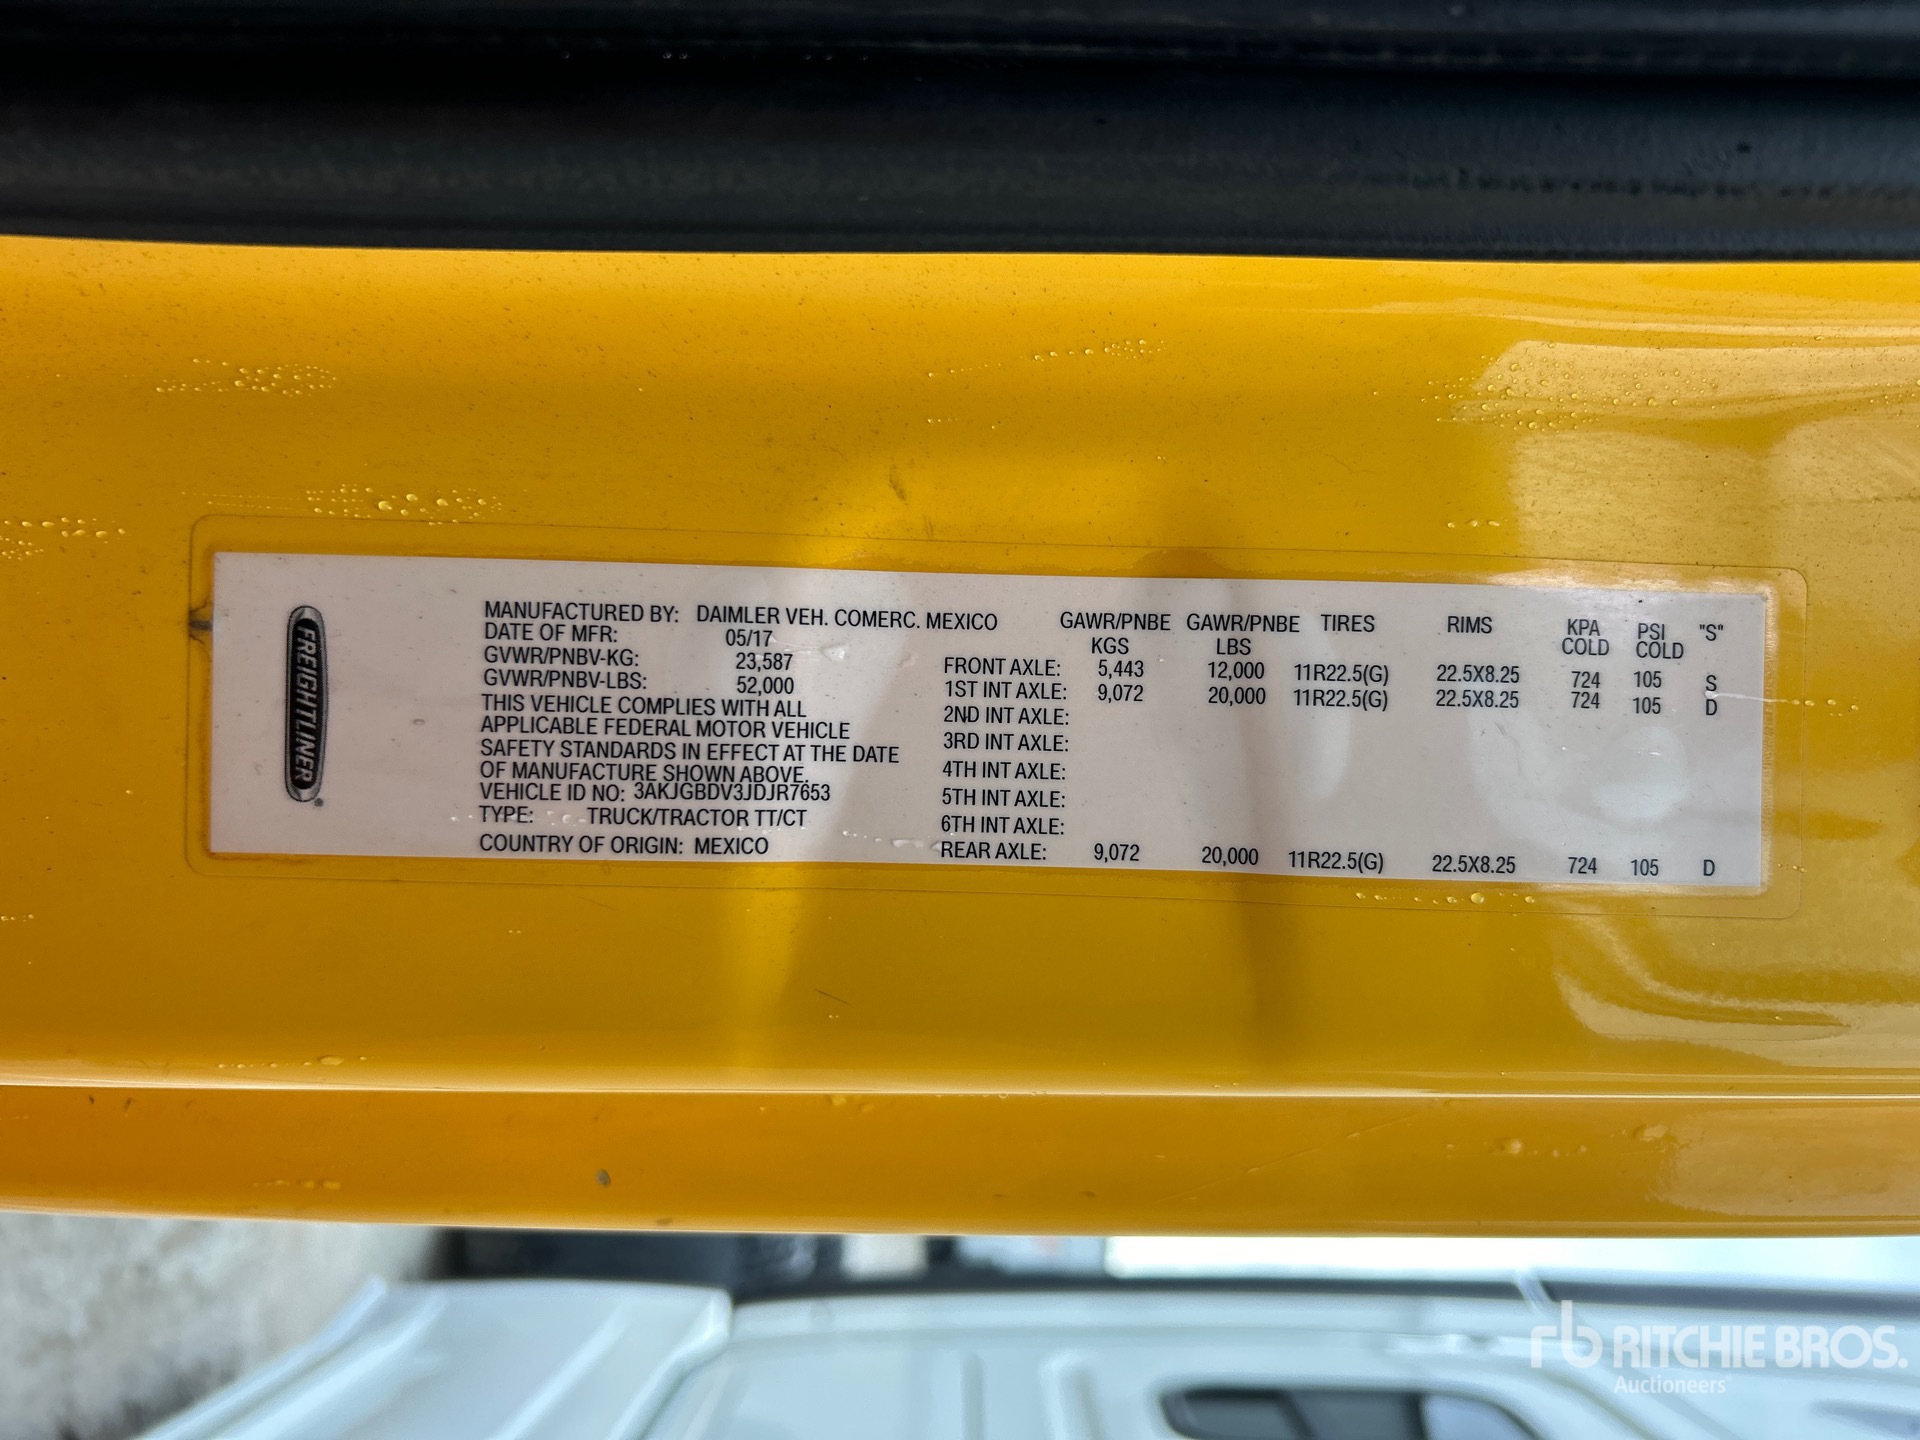 FREIGHTLINER®
MANUFACTURED BY: DAIMLER VEH. COMERC. MEXICO
DATE OF MFR: 05/17
GVWR/PNBV-KG: 23,587
GVWR/PNBV-LBS: 52,000
THIS VEHICLE COMPLIES WITH ALL
APPLICABLE FEDERAL MOTOR VEHICLE
SAFETY STANDARDS IN EFFECT AT THE DATE
OF MANUFACTURE SHOWN ABOVE.
VEHICLE ID NO: 3AKJGBDV3JDJR7653
TYPE: TRUCK/TRACTOR TT/CT
COUNTRY OF ORIGIN: MEXICO
GAWR/PNBE GAWR/PNBE TIRES RIMS KPA PSI "S"
KGS LBS COLD COLD
FRONT AXLE: 5,443 12,000 11R22.5(G) 22.5X8.25 724 105 S
1ST INT AXLE: 9,072 20,000 11R22.5(G) 22.5X8.25 724 105 D
2ND INT AXLE:
3RD INT AXLE:
4TH INT AXLE:
5TH INT AXLE:
6TH INT AXLE:
REAR AXLE: 9,072 20,000 11R22.5(G) 22.5X8.25 724 105 D
rb RITCHIE BROS.
Auctioneers